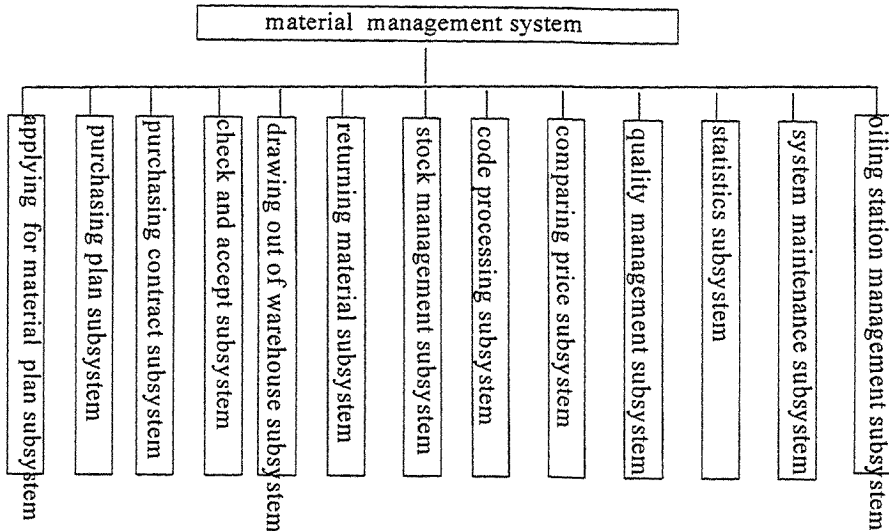 material management system
applying for material plan subsystem
purchasing plan subsystem
purchasing contract subsystem
check and accept subsystem
drawing out of warehouse subsystem
returning material subsystem
stock management subsystem
code processing subsystem
comparing price subsystem
quality management subsystem
statistics subsystem
system maintenance subsystem
oiling station management subsystem